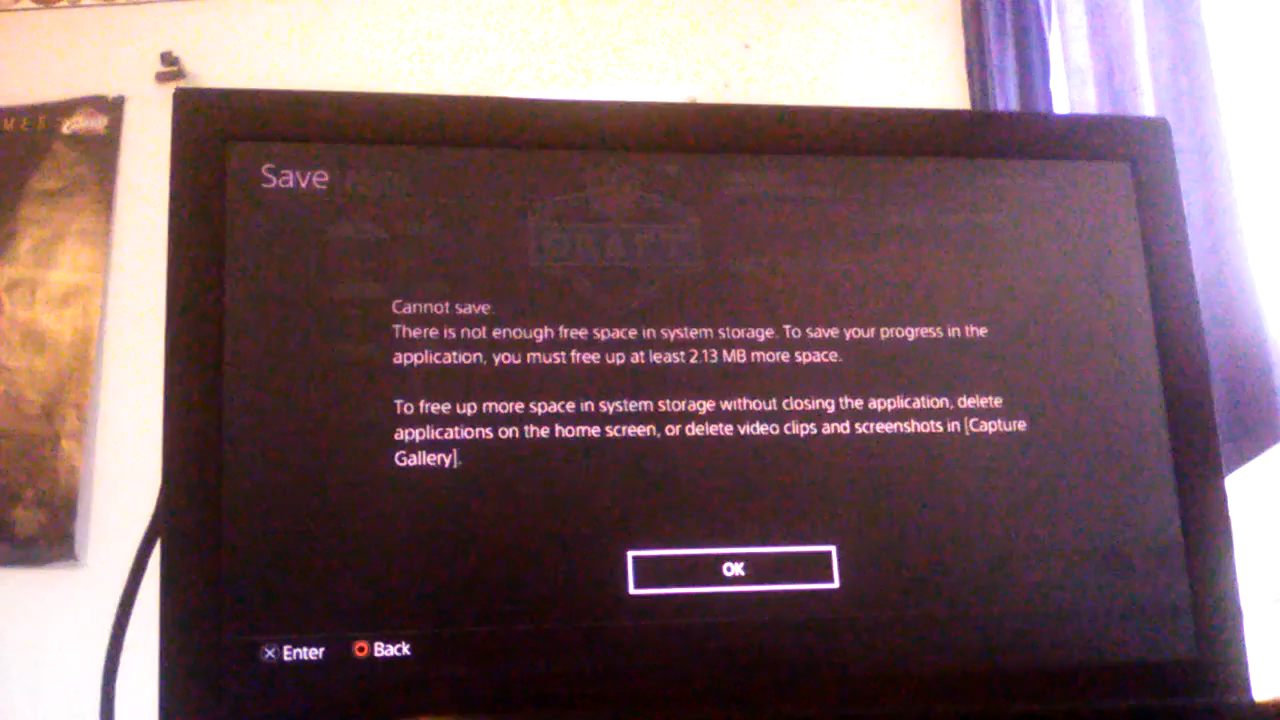 Save
DRAFT
Cannot save.
There is not enough free space in system storage. To save your progress in the
application, you must free up at least 2.13 MB more space.
To free up more space in system storage without closing the application, delete
applications on the home screen, or delete video clips and screenshots in [Capture
Gallery].
OK
Enter
Back